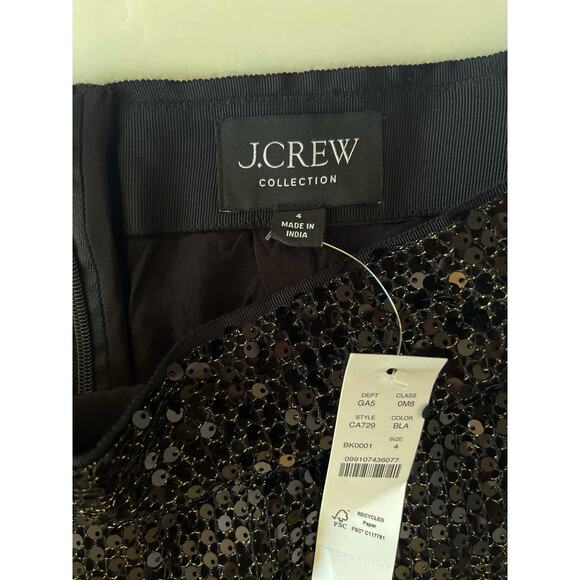 J.CREW
COLLECTION
4
MADE IN
INDIA
DEPT CLASS
GA5 0M8
STYLE COLOR
CA729 BLA
BK0001 SIZE
4
099107436077
FSC
RECYCLED
Paper
FSC® C117781